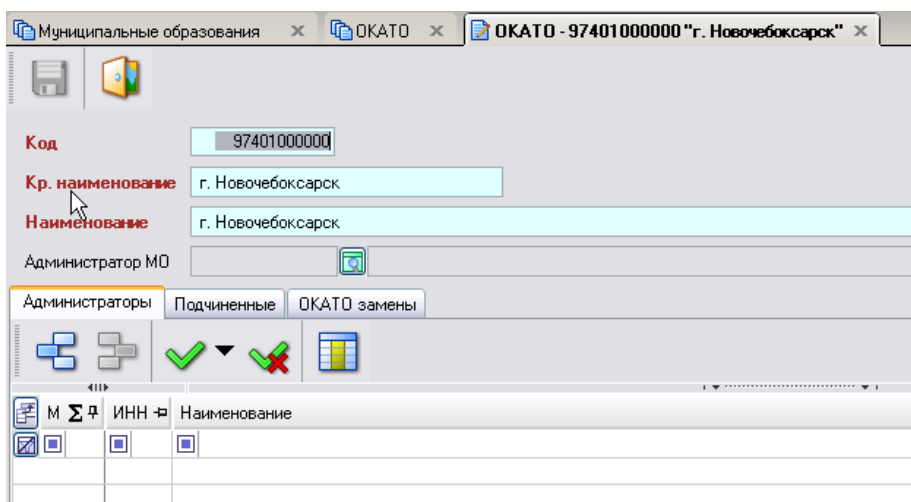 Муниципальные образования ОКАТО ОКАТО - 97401000000 "г. Новочебоксарск"
Код 97401000000
Кр. наименование г. Новочебоксарск
Наименование г. Новочебоксарск
Администратор МО
Администраторы Подчиненные ОКАТО замены
М Σ ИНН Наименование